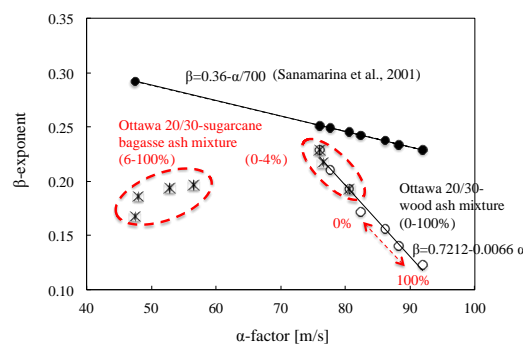 0.35
0.30
0.25
0.20
0.15
0.10
β-exponent
β=0.36-α/700 (Sanamarina et al., 2001)
Ottawa 20/30-sugarcane
bagasse ash mixture
(6-100%)
(0-4%)
Ottawa 20/30-
wood ash mixture
(0-100%)
0%
β=0.7212-0.0066 α
100%
40 50 60 70 80 90 100
α-factor [m/s]